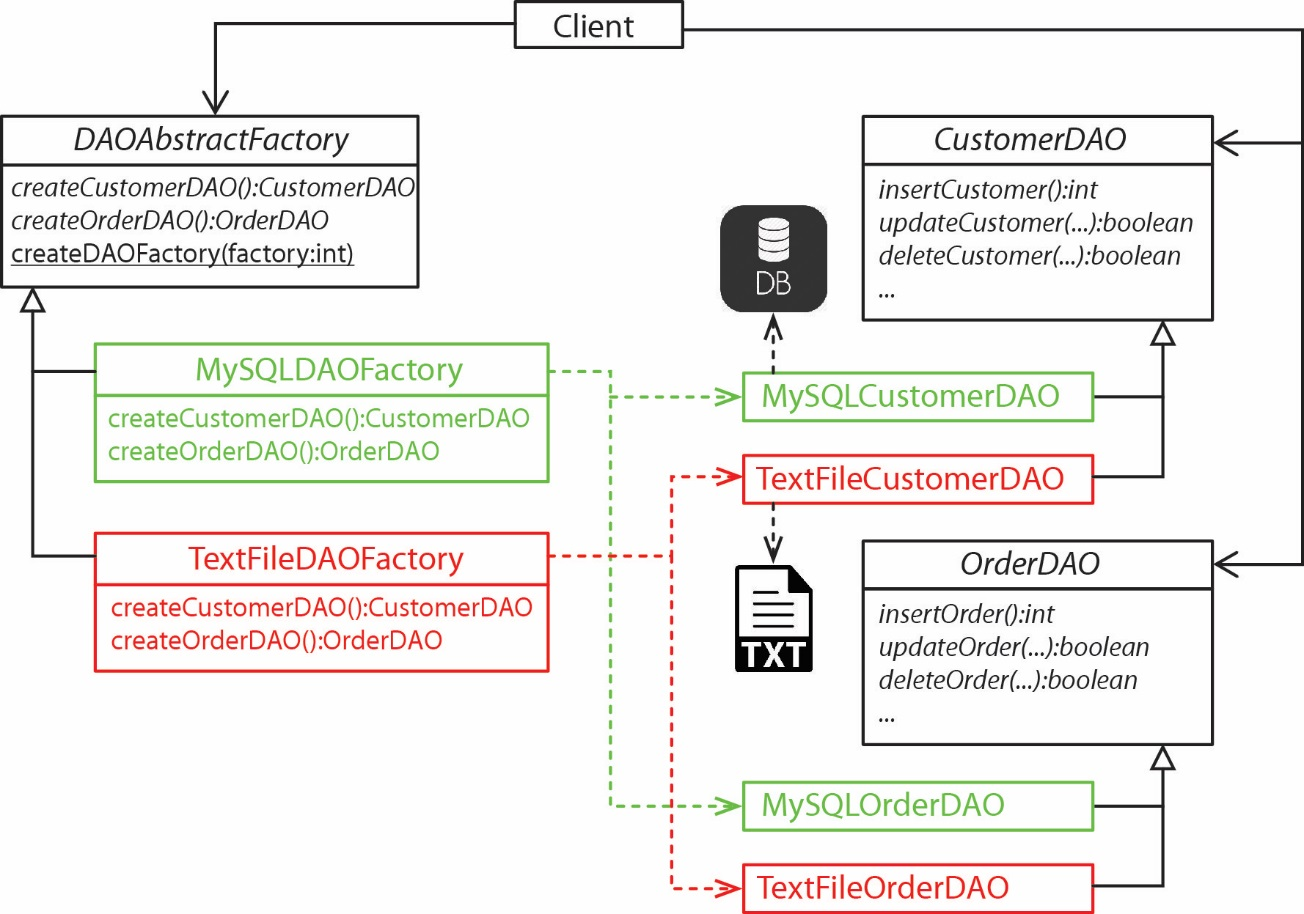 Client
DAOAbstractFactory
createCustomerDAO():CustomerDAO
createOrderDAO():OrderDAO
createDAOFactory(factory:int)
CustomerDAO
insertCustomer():int
updateCustomer(...):boolean
deleteCustomer(...):boolean
...
DB
MySQLDAOFactory
createCustomerDAO():CustomerDAO
createOrderDAO():OrderDAO
MySQLCustomerDAO
TextFileCustomerDAO
TextFileDAOFactory
createCustomerDAO():CustomerDAO
createOrderDAO():OrderDAO
TXT
OrderDAO
insertOrder():int
updateOrder(...):boolean
deleteOrder(...):boolean
...
MySQLOrderDAO
TextFileOrderDAO